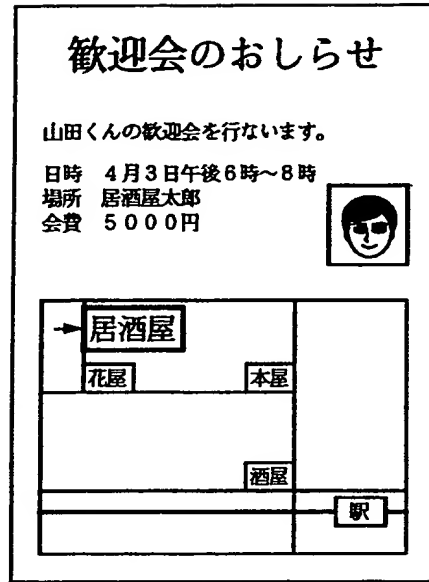 歓迎会のおしらせ
山田くんの歓迎会を行ないます。
日時 4月3日午後6時〜8時
場所 居酒屋太郎
会費 5000円
居酒屋
花屋
本屋
酒屋
駅